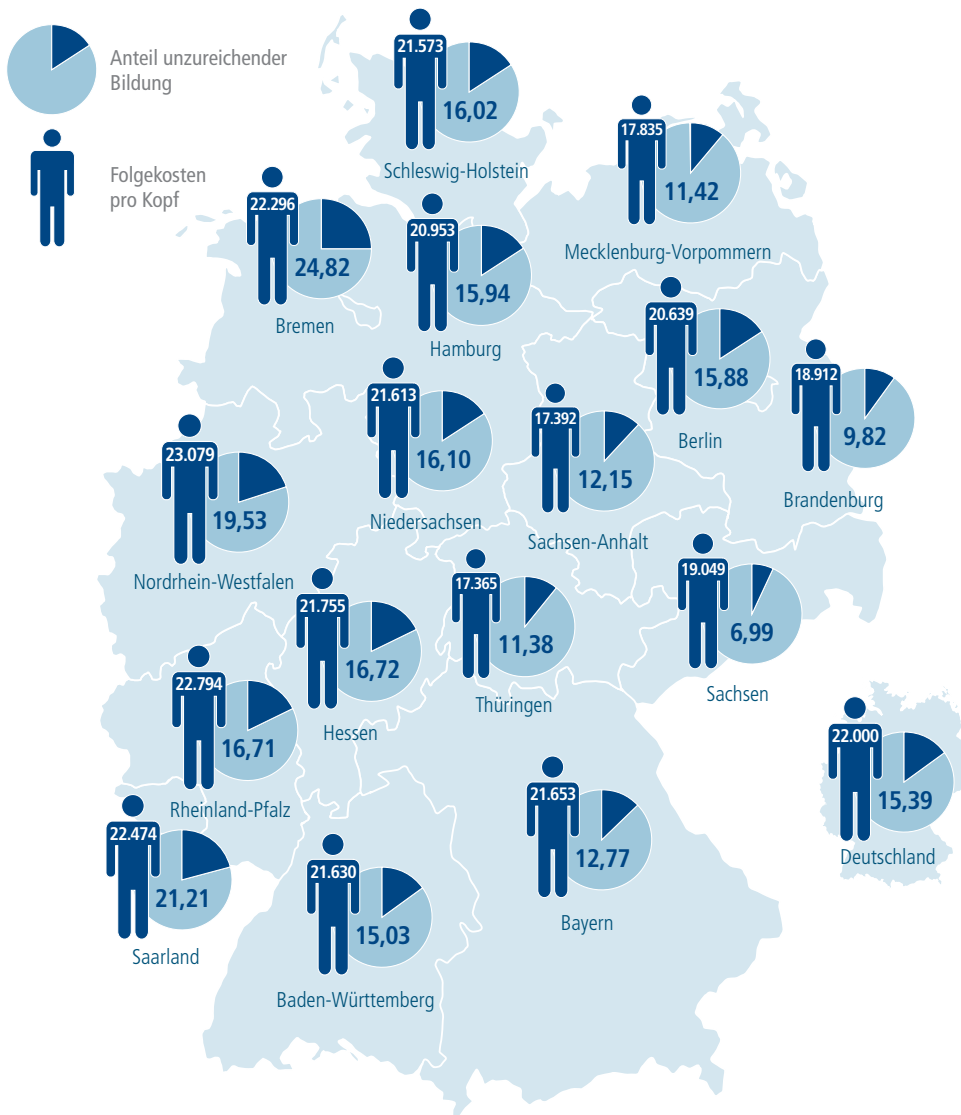 Anteil unzureichender
Bildung
Folgekosten
pro Kopf
21.573
16,02
Schleswig-Holstein
17.835
11,42
Mecklenburg-Vorpommern
22.296
24,82
Bremen
20.953
15,94
Hamburg
20.639
15,88
Berlin
18.912
9,82
Brandenburg
21.613
16,10
Niedersachsen
17.392
12,15
Sachsen-Anhalt
23.079
19,53
Nordrhein-Westfalen
21.755
16,72
Hessen
17.365
11,38
Thüringen
19.049
6,99
Sachsen
22.794
16,71
Rheinland-Pfalz
22.000
15,39
Deutschland
22.474
21,21
Saarland
21.630
15,03
Baden-Württemberg
21.653
12,77
Bayern